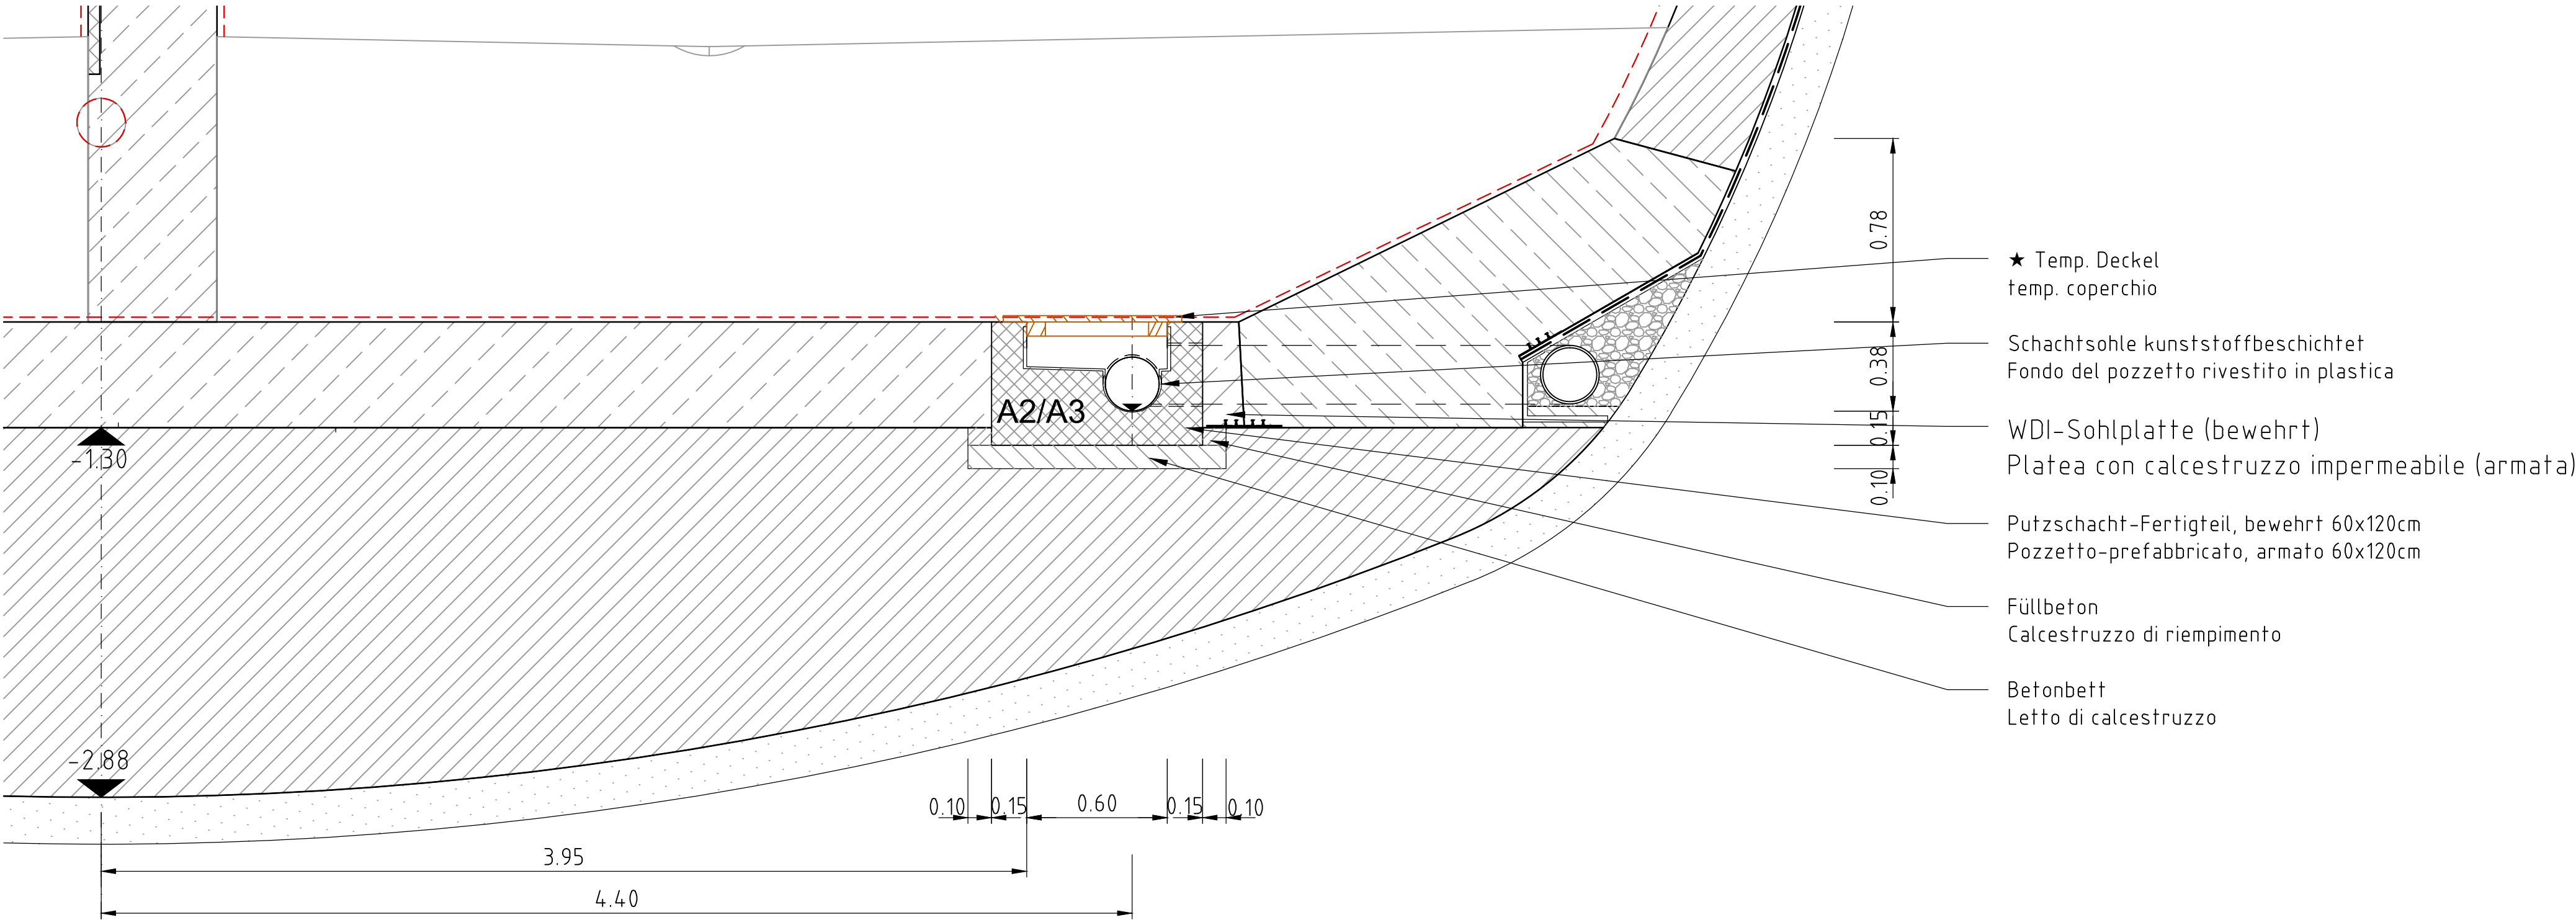 0.78
★ Temp. Deckel
temp. coperchio
0.38
Schachtsohle kunststoffbeschichtet
Fondo del pozzetto rivestito in plastica
A2/A3
0.15
WDI-Sohlplatte (bewehrt)
Platea con calcestruzzo impermeabile (armata)
-1.30
0.10
Putzschacht-Fertigteil, bewehrt 60x120cm
Pozzetto-prefabbricato, armato 60x120cm
Füllbeton
Calcestruzzo di riempimento
Betonbett
Letto di calcestruzzo
-2.88
0.10 0.15 0.60 0.15 0.10
3.95
4.40